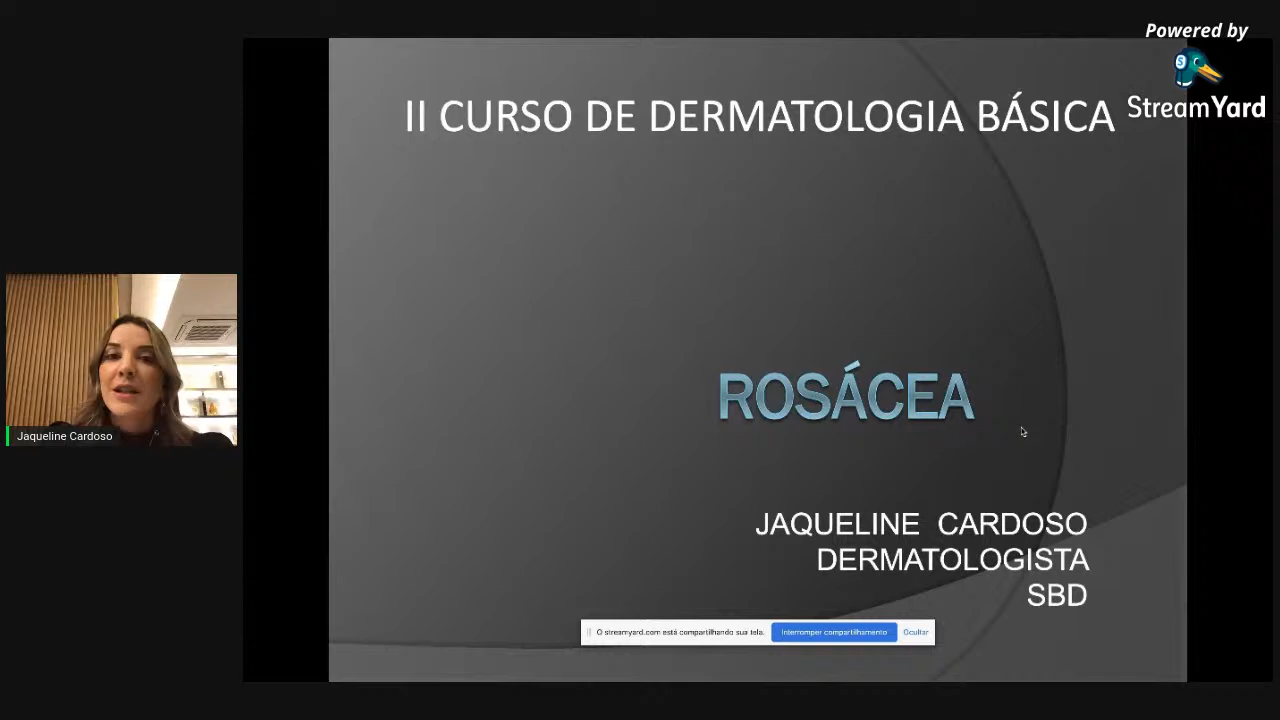 Powered by
StreamYard
II CURSO DE DERMATOLOGIA BÁSICA
ROSÁCEA
Jaqueline Cardoso
JAQUELINE CARDOSO
DERMATOLOGISTA
SBD
O streamyard.com está compartilhando sua tela. Interromper compartilhamento Ocultar